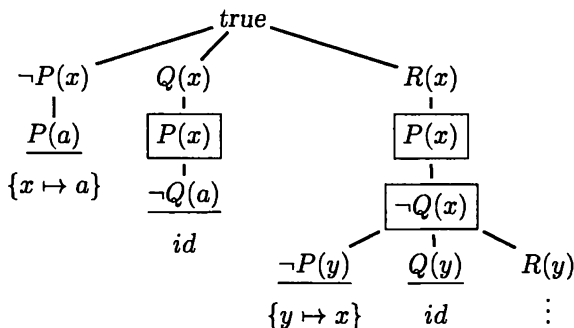 true
¬P(x) Q(x) R(x)
P(a) P(x) P(x)
{x ↦ a} ¬Q(a) ¬Q(x)
id
¬P(y) Q(y) R(y)
{y ↦ x} id ⋮